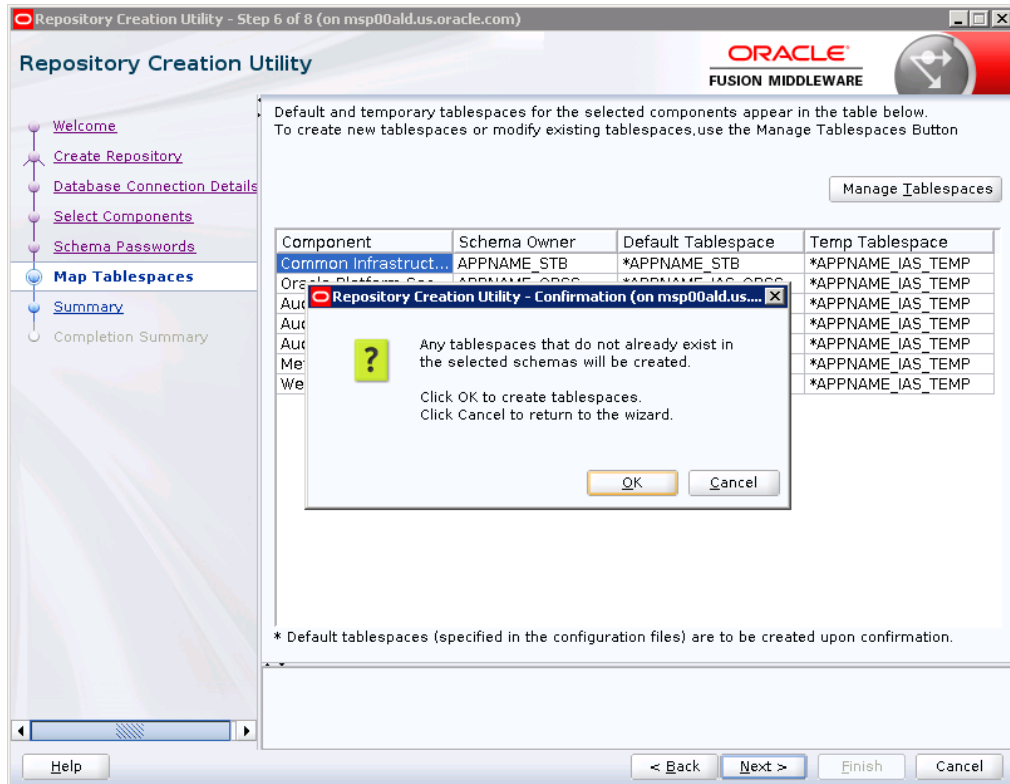 Repository Creation Utility - Step 6 of 8 (on msp00ald.us.oracle.com)
Repository Creation Utility
ORACLE
FUSION MIDDLEWARE
Welcome
Create Repository
Database Connection Details
Select Components
Schema Passwords
Map Tablespaces
Summary
Completion Summary
Default and temporary tablespaces for the selected components appear in the table below.
To create new tablespaces or modify existing tablespaces,use the Manage Tablespaces Button
Manage Tablespaces
Component Schema Owner Default Tablespace Temp Tablespace
Common Infrastruct... APPNAME_STB *APPNAME_STB *APPNAME_IAS_TEMP
*APPNAME_IAS_TEMP
Aud *APPNAME_IAS_TEMP
Aud *APPNAME_IAS_TEMP
Aud *APPNAME_IAS_TEMP
Me *APPNAME_IAS_TEMP
We *APPNAME_IAS_TEMP
Repository Creation Utility - Confirmation (on msp00ald.us....
?
Any tablespaces that do not already exist in
the selected schemas will be created.
Click OK to create tablespaces.
Click Cancel to return to the wizard.
OK Cancel
* Default tablespaces (specified in the configuration files) are to be created upon confirmation.
Help < Back Next > Finish Cancel